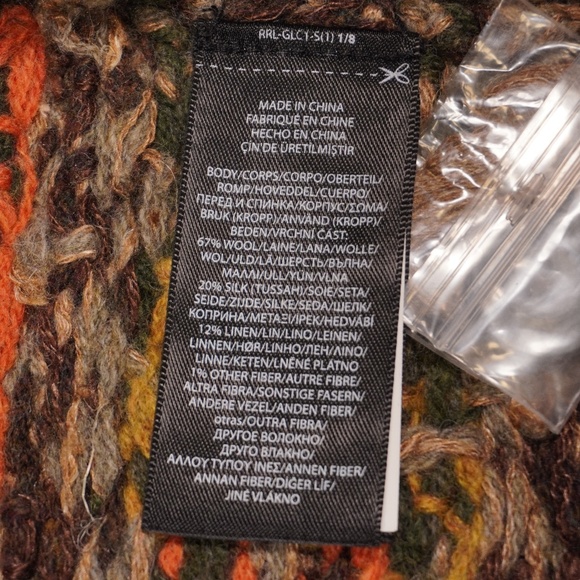 RRL-GLC1-S(1) 1/8
MADE IN CHINA
FABRIQUÉ EN CHINE
HECHO EN CHINA
ÇİN'DE ÜRETİLMİŞTİR
BODY/CORPS/CORPO/OBERTEIL/
ROMP/HOVEDDEL/CUERPO/
ПЕРЕД И СПИНКА/КОРПУС/ΣΩΜΑ/
BRUK (KROPP)/ANVÄND (KROPP)/
BEDEN/VRCHNÍ ČÁST:
67% WOOL/LAINE/LANA/WOLLE/
WOL/ULD/LÃ/ШЕРСТЬ/ВЪЛНА/
ΜΑΛΛΙ/ULL/YÜN/VLNA
20% SILK (TUSSAH)/SOIE/SETA/
SEIDE/ZIJDE/SILKE/SEDA/ШЕЛК/
КОПРИНА/ΜΕΤΑΞΙ/IPEK/HEDVÁBÍ
12% LINEN/LIN/LINO/LEINEN/
LINNEN/HØR/LINHO/ЛЕН/ΛΙΝΟ/
LINNE/KETEN/LNĚNÉ PLÁTNO
1% OTHER FIBER/AUTRE FIBRE/
ALTRA FIBRA/SONSTIGE FASERN/
ANDERE VEZEL/ANDEN FIBER/
otras/OUTRA FIBRA/
ДРУГОЕ ВОЛОКНО/
ДРУГО ВЛАКНО/
ΑΛΛΟΥ ΤΥΠΟΥ ΙΝΕΣ/ANNEN FIBER/
ANNAN FIBER/DİĞER LİF/
JINÉ VLÁKNO